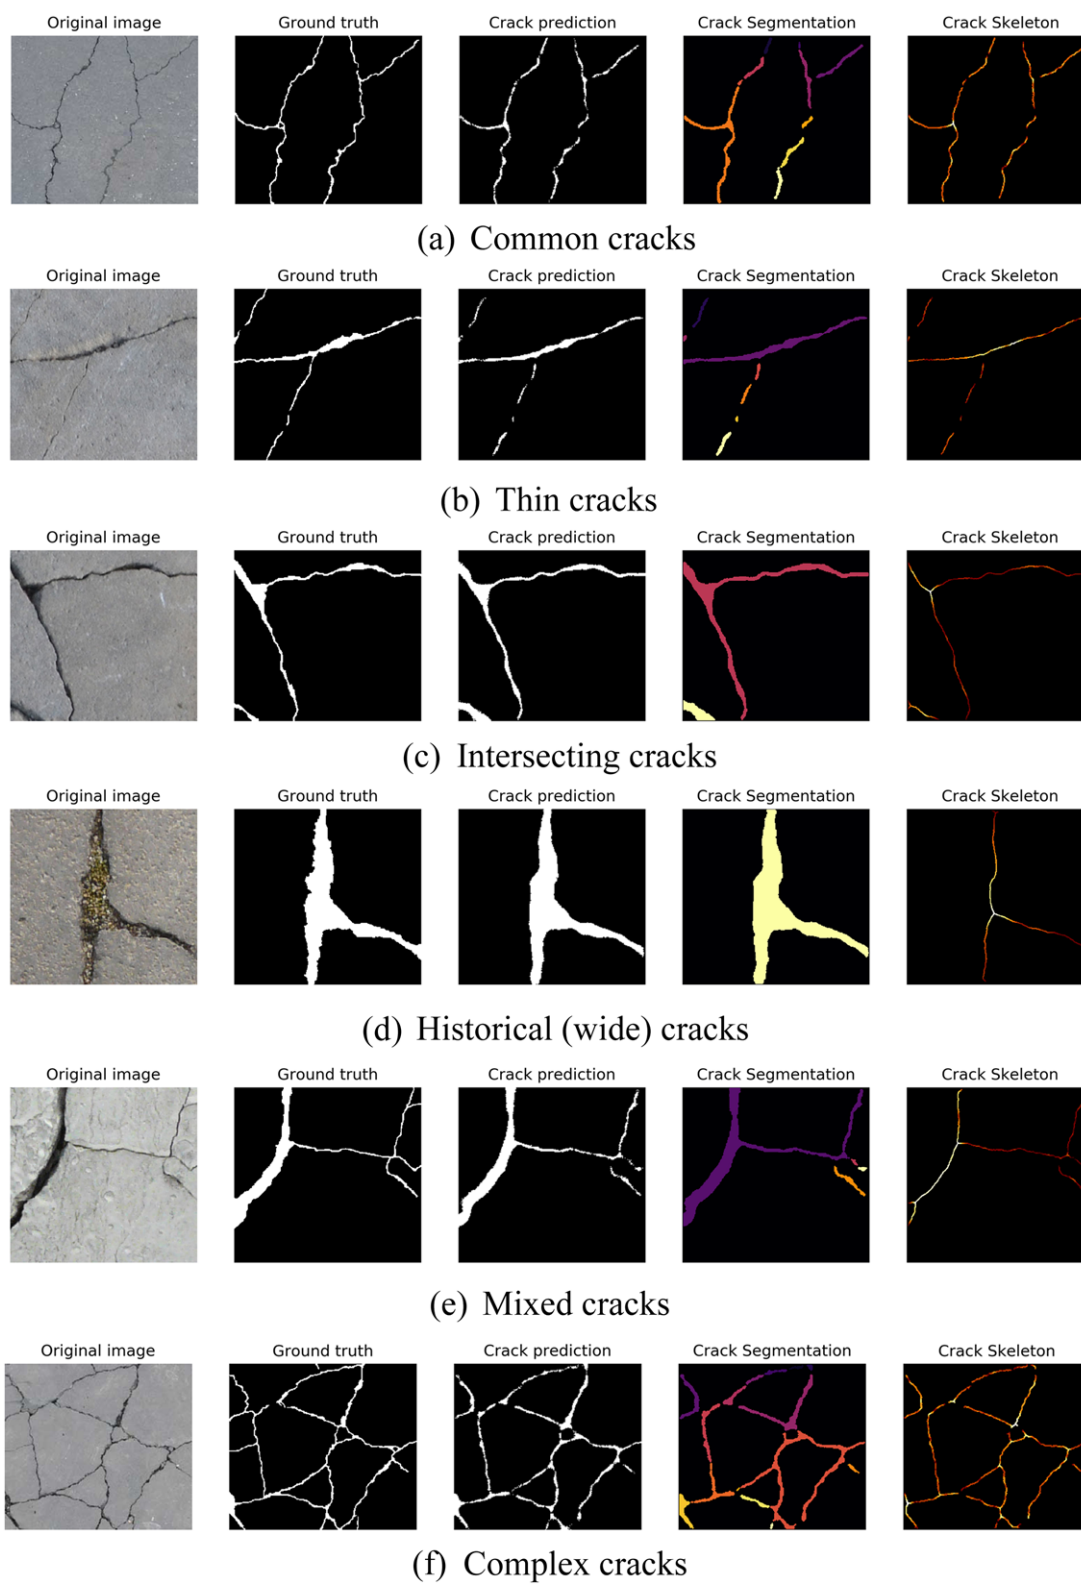 Original image Ground truth Crack prediction Crack Segmentation Crack Skeleton
(a) Common cracks
Original image Ground truth Crack prediction Crack Segmentation Crack Skeleton
(b) Thin cracks
Original image Ground truth Crack prediction Crack Segmentation Crack Skeleton
(c) Intersecting cracks
Original image Ground truth Crack prediction Crack Segmentation Crack Skeleton
(d) Historical (wide) cracks
Original image Ground truth Crack prediction Crack Segmentation Crack Skeleton
(e) Mixed cracks
Original image Ground truth Crack prediction Crack Segmentation Crack Skeleton
(f) Complex cracks